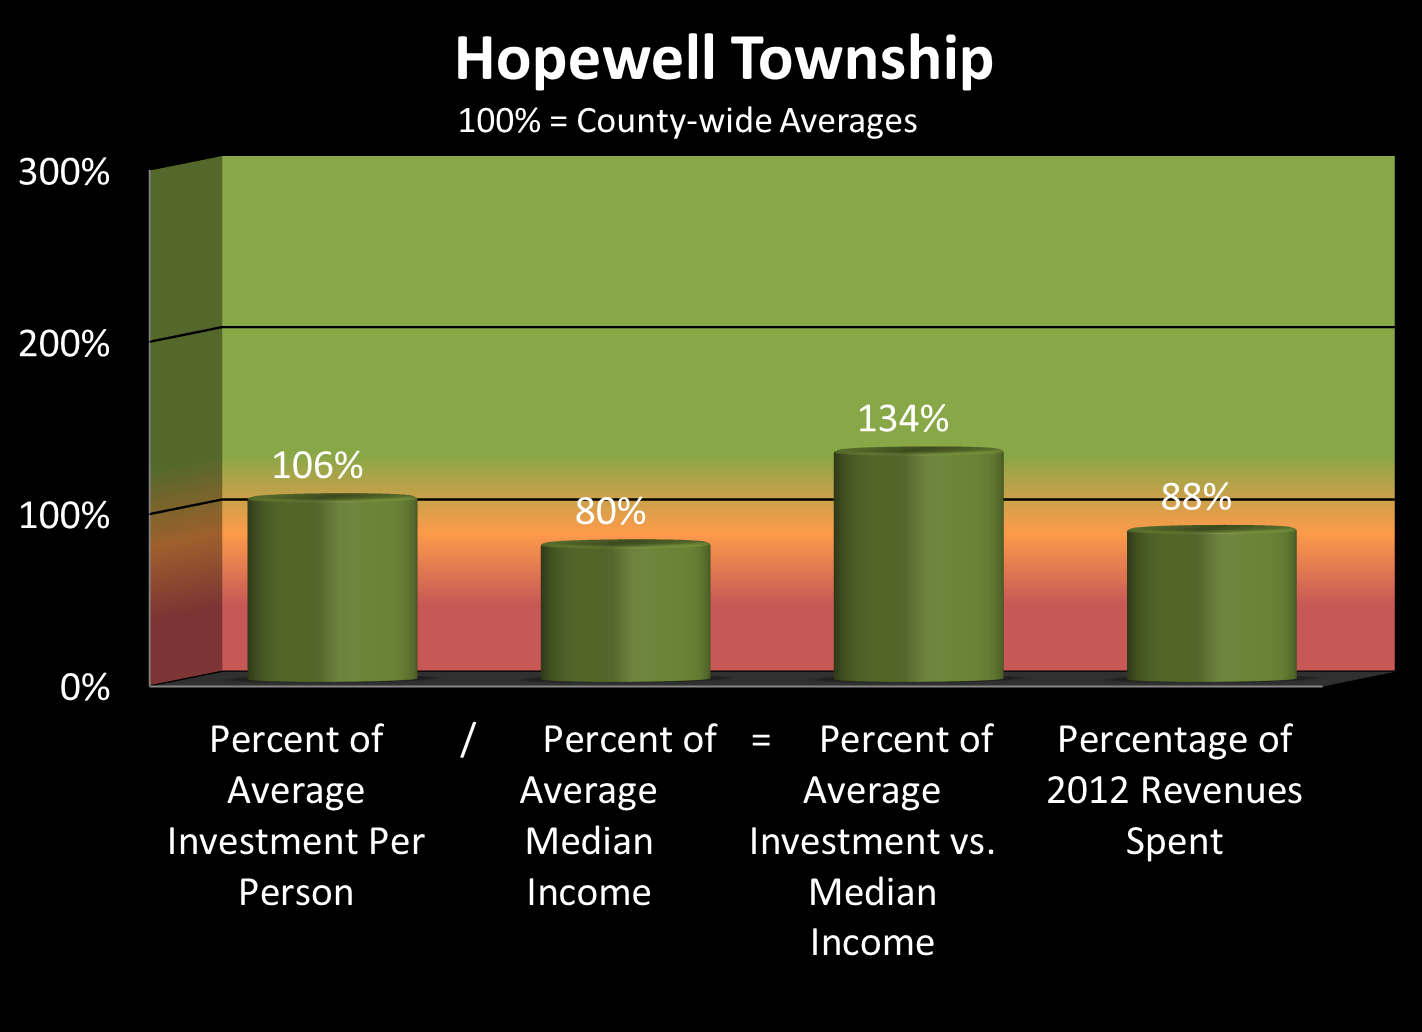 Hopewell Township
100% = County-wide Averages
300%
200%
100%
0%
106%
80%
134%
88%
Percent of
Average
Investment Per
Person
/
Percent of
Average
Median
Income
=
Percent of
Average
Investment vs.
Median
Income
Percentage of
2012 Revenues
Spent